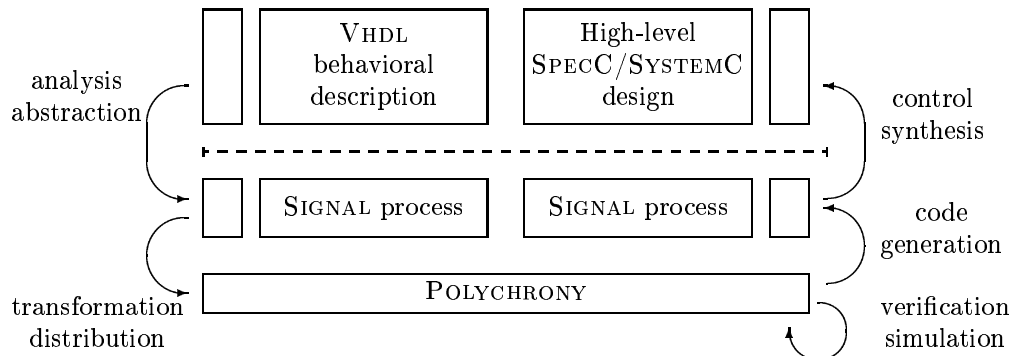 analysis
abstraction
VHDL
behavioral
description
High-level
SPECC/SYSTEMC
design
control
synthesis
SIGNAL process
SIGNAL process
code
generation
transformation
distribution
POLYCHRONY
verification
simulation